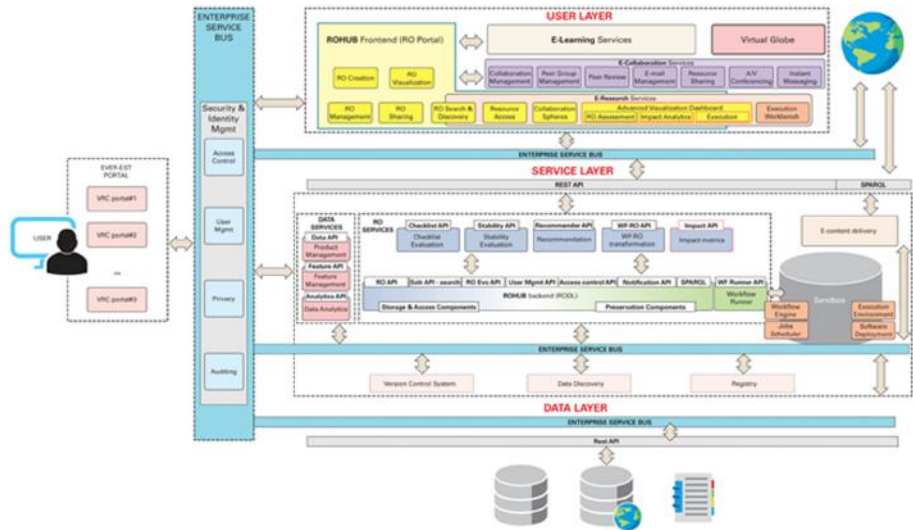 ENTERPRISE
SERVICE
BUS
Security &
Identity
Mgmt
Access
Control
User
Mgmt
Privacy
Auditing
EVER-EST
PORTAL
VRC portal#1
VRC portal#2
...
VRC portal#3
USER
USER LAYER
ROHUB Frontend (RO Portal)
RO Creation
RO
Visualization
RO
Management
RO
Sharing
RO Search &
Discovery
Resource
Access
Collaboration
Spheres
E-Learning Services
Virtual Globe
E-Collaboration Services
Collaboration
Management
Peer Group
Management
Peer Review
E-mail
Management
Resource
Sharing
A/V
Conferencing
Instant
Messaging
E-Research Services
Advanced Visualization Dashboard
RO Assessment
Impact Analytics
Execution
Execution
Workbench
ENTERPRISE SERVICE BUS
SERVICE LAYER
REST API
SPARQL
DATA
SERVICES
Data API
Product
Management
Feature API
Feature
Management
Analytics API
Data Analytics
RO
SERVICES
Checklist API
Checklist
Evaluation
Stability API
Stability
Evaluation
Recommender API
Recommendation
WF-RO API
WF-RO
transformation
Impact API
Impact metrics
RO API
Solr API - search
RO Evo API
User Mgmt API
Access control API
Notification API
SPARQL
WF Runner API
ROHUB backend (RODL)
Storage & Access Components
Preservation Components
Workflow
Runner
E-content delivery
Sandbox
Workflow
Engine
Jobs
Scheduler
Execution
Environment
Software
Deployment
ENTERPRISE SERVICE BUS
Version Control System
Data Discovery
Registry
DATA LAYER
ENTERPRISE SERVICE BUS
Rest API